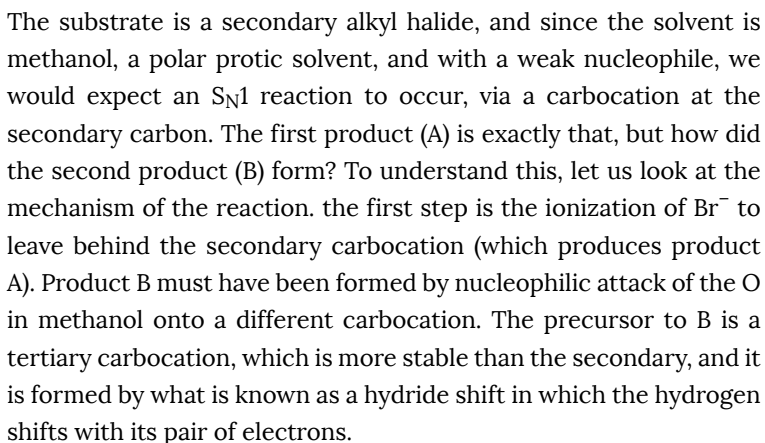 The substrate is a secondary alkyl halide, and since the solvent is
methanol, a polar protic solvent, and with a weak nucleophile, we
would expect an S_N1 reaction to occur, via a carbocation at the
secondary carbon. The first product (A) is exactly that, but how did
the second product (B) form? To understand this, let us look at the
mechanism of the reaction. the first step is the ionization of Br⁻ to
leave behind the secondary carbocation (which produces product
A). Product B must have been formed by nucleophilic attack of the O
in methanol onto a different carbocation. The precursor to B is a
tertiary carbocation, which is more stable than the secondary, and it
is formed by what is known as a hydride shift in which the hydrogen
shifts with its pair of electrons.